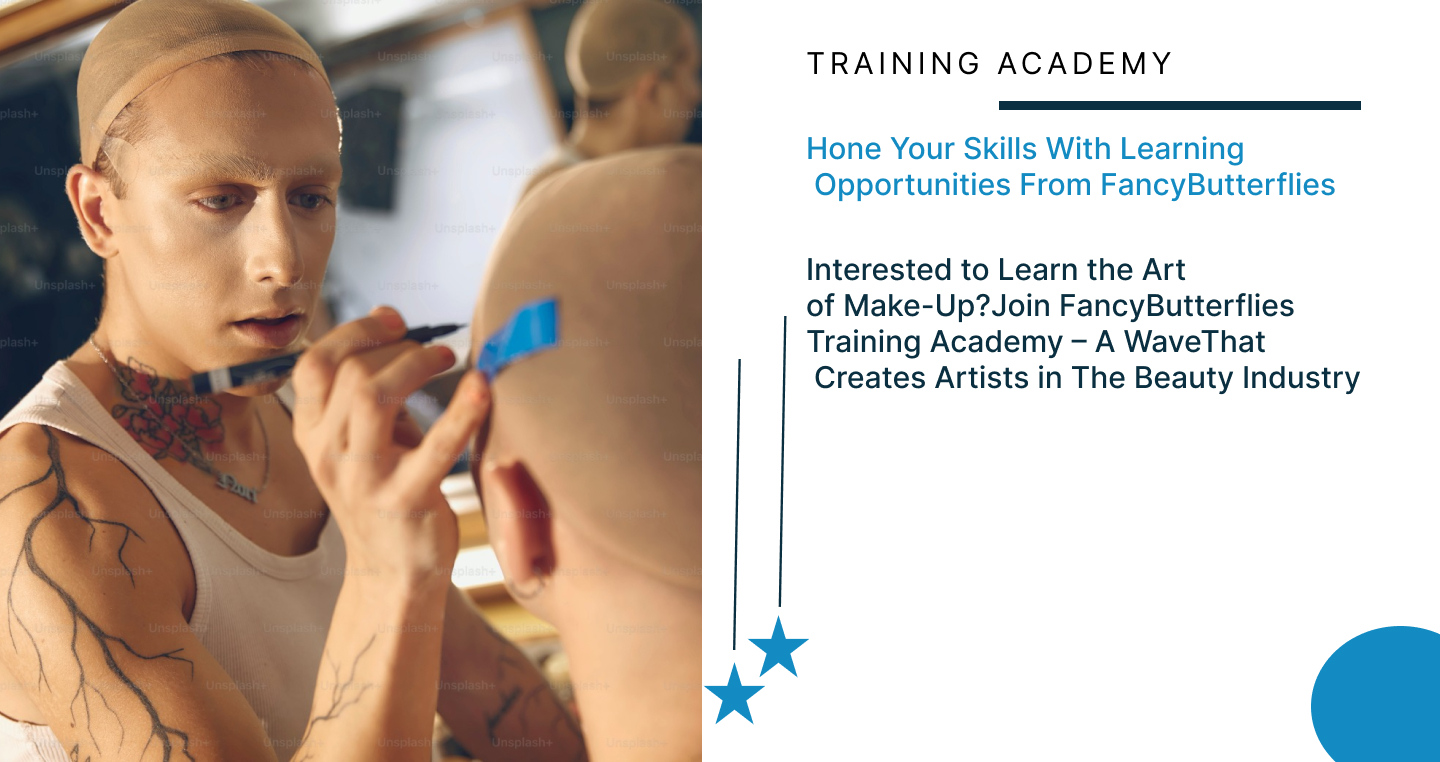 TRAINING ACADEMY
Hone Your Skills With Learning
Opportunities From FancyButterflies
Interested to Learn the Art
of Make-Up?Join FancyButterflies
Training Academy – A WaveThat
Creates Artists in The Beauty Industry
Unsplash+